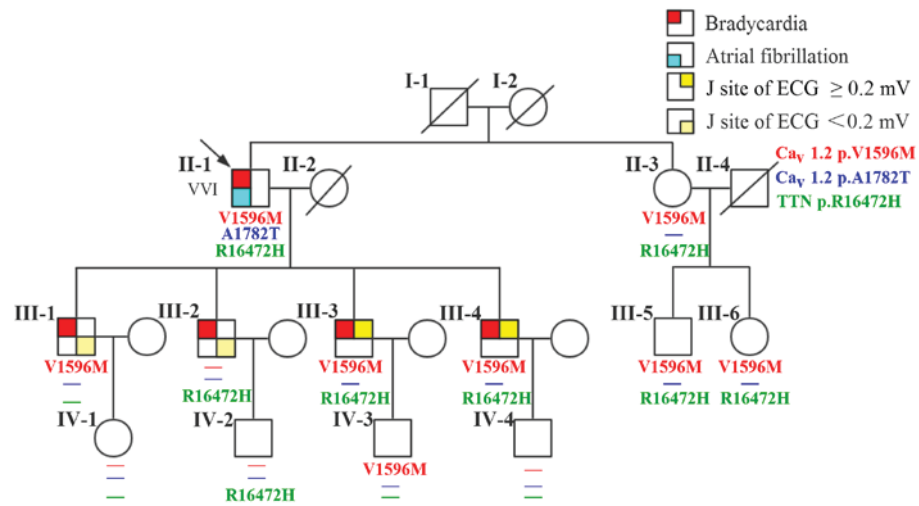 Bradycardia
Atrial fibrillation
J site of ECG ≥ 0.2 mV
J site of ECG < 0.2 mV
I-1 I-2
Caᵥ 1.2 p.V1596M
Caᵥ 1.2 p.A1782T
TTN p.R16472H
II-1 II-2 II-3 II-4
VVI
V1596M
A1782T
R16472H
V1596M
—
R16472H
III-1 III-2 III-3 III-4 III-5 III-6
V1596M
—
—
—
—
R16472H
V1596M
—
R16472H
V1596M
—
R16472H
V1596M
—
R16472H
V1596M
—
R16472H
IV-1 IV-2 IV-3 IV-4
—
—
—
—
—
R16472H
V1596M
—
—
—
—
—